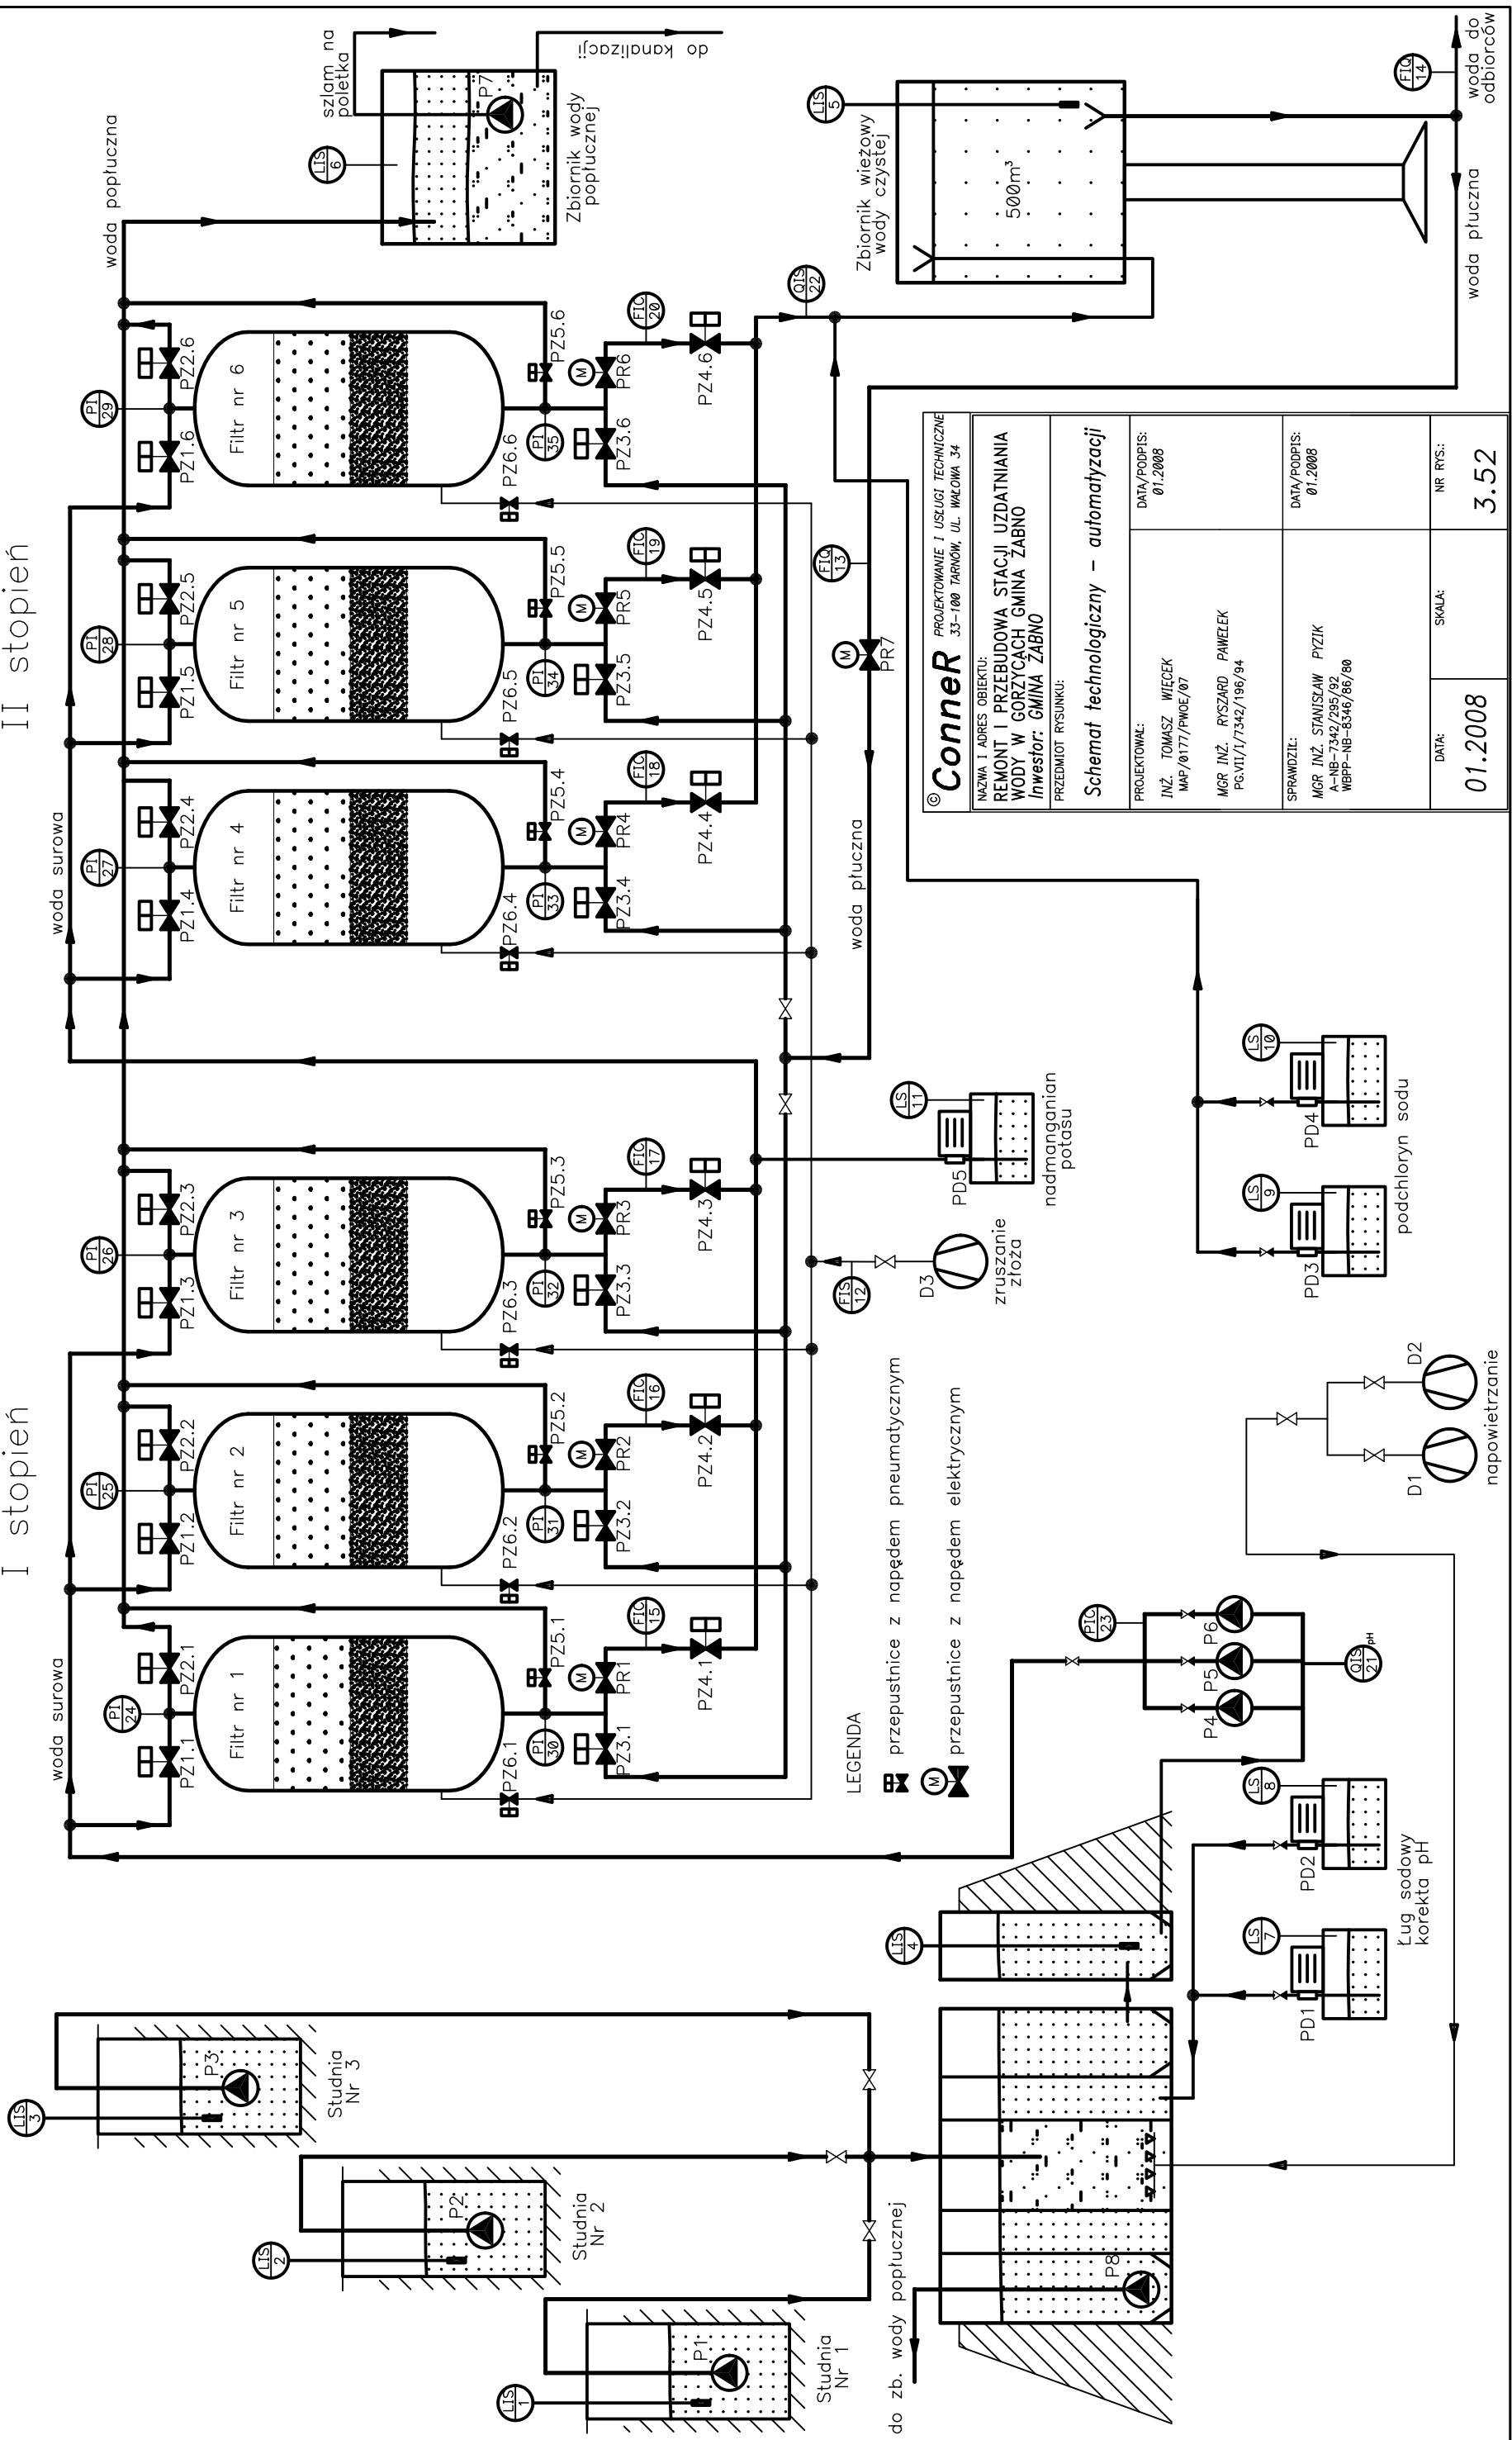 I stopień
II stopień
woda surowa
woda surowa
woda popłuczna
LIS 1
LIS 2
LIS 3
P1
P2
P3
Studnia
Nr 1
Studnia
Nr 2
Studnia
Nr 3
PI 24
PZ1.1
PZ2.1
Filtr nr 1
PZ6.1
PI 30
PZ5.1
PZ3.1
PR1
M
FIC 15
PZ4.1
PI 25
PZ1.2
PZ2.2
Filtr nr 2
PZ6.2
PI 31
PZ5.2
PZ3.2
PR2
M
FIC 16
PZ4.2
PI 26
PZ1.3
PZ2.3
Filtr nr 3
PZ6.3
PI 32
PZ5.3
PZ3.3
PR3
M
FIC 17
PZ4.3
PI 27
PZ1.4
PZ2.4
Filtr nr 4
PZ6.4
PI 33
PZ5.4
PZ3.4
PR4
M
FIC 18
PZ4.4
PI 28
PZ1.5
PZ2.5
Filtr nr 5
PZ6.5
PI 34
PZ5.5
PZ3.5
PR5
M
FIC 19
PZ4.5
PI 29
PZ1.6
PZ2.6
Filtr nr 6
PZ6.6
PI 35
PZ5.6
PZ3.6
PR6
M
FIC 20
PZ4.6
szlam na
poletka
LIS 6
P7
do kanalizacji
Zbiornik wody
popłucznej
QIS 22
Zbiornik wieżowy
wody czystej
LIS 5
500m³
FIQ 14
woda do
odbiorców
woda płuczna
FIQ 13
M
PR7
woda płuczna
LS 11
PD5
nadmanganian
potasu
FIS 12
D3
zruszanie
złoża
LEGENDA
przepustnice z napędem pneumatycznym
M
przepustnice z napędem elektrycznym
do zb. wody popłucznej
P8
LIS 4
LS 7
PD1
LS 8
PD2
Ług sodowy
korekta pH
PIC 23
P4
P5
P6
QIS 21 pH
D1
D2
napowietrzanie
LS 9
PD3
LS 10
PD4
podchloryn sodu
© ConneR
PROJEKTOWANIE I USŁUGI TECHNICZNE
33-100 TARNÓW, UL. WAŁOWA 34
NAZWA I ADRES OBIEKTU:
REMONT I PRZEBUDOWA STACJI UZDATNIANIA
WODY W GORZYCACH GMINA ŻABNO
Inwestor: GMINA ŻABNO
PRZEDMIOT RYSUNKU:
Schemat technologiczny - automatyzacji
PROJEKTOWAŁ:
INŻ. TOMASZ WIĘCEK
MAP/0177/PWOE/07
MGR INŻ. RYSZARD PAWEŁEK
PG.VII/I/7342/196/94
DATA/PODPIS:
01.2008
SPRAWDZIŁ:
MGR INŻ. STANISŁAW PYZIK
A-NB-7342/295/92
WBPP-NB-8346/86/80
DATA/PODPIS:
01.2008
DATA:
01.2008
SKALA:
NR RYS.:
3.52